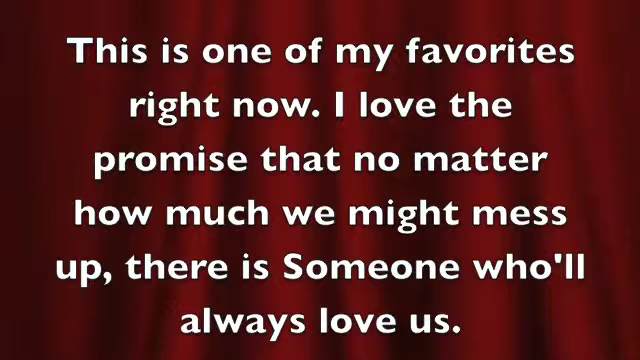 This is one of my favorites
right now. I love the
promise that no matter
how much we might mess
up, there is Someone who'll
always love us.